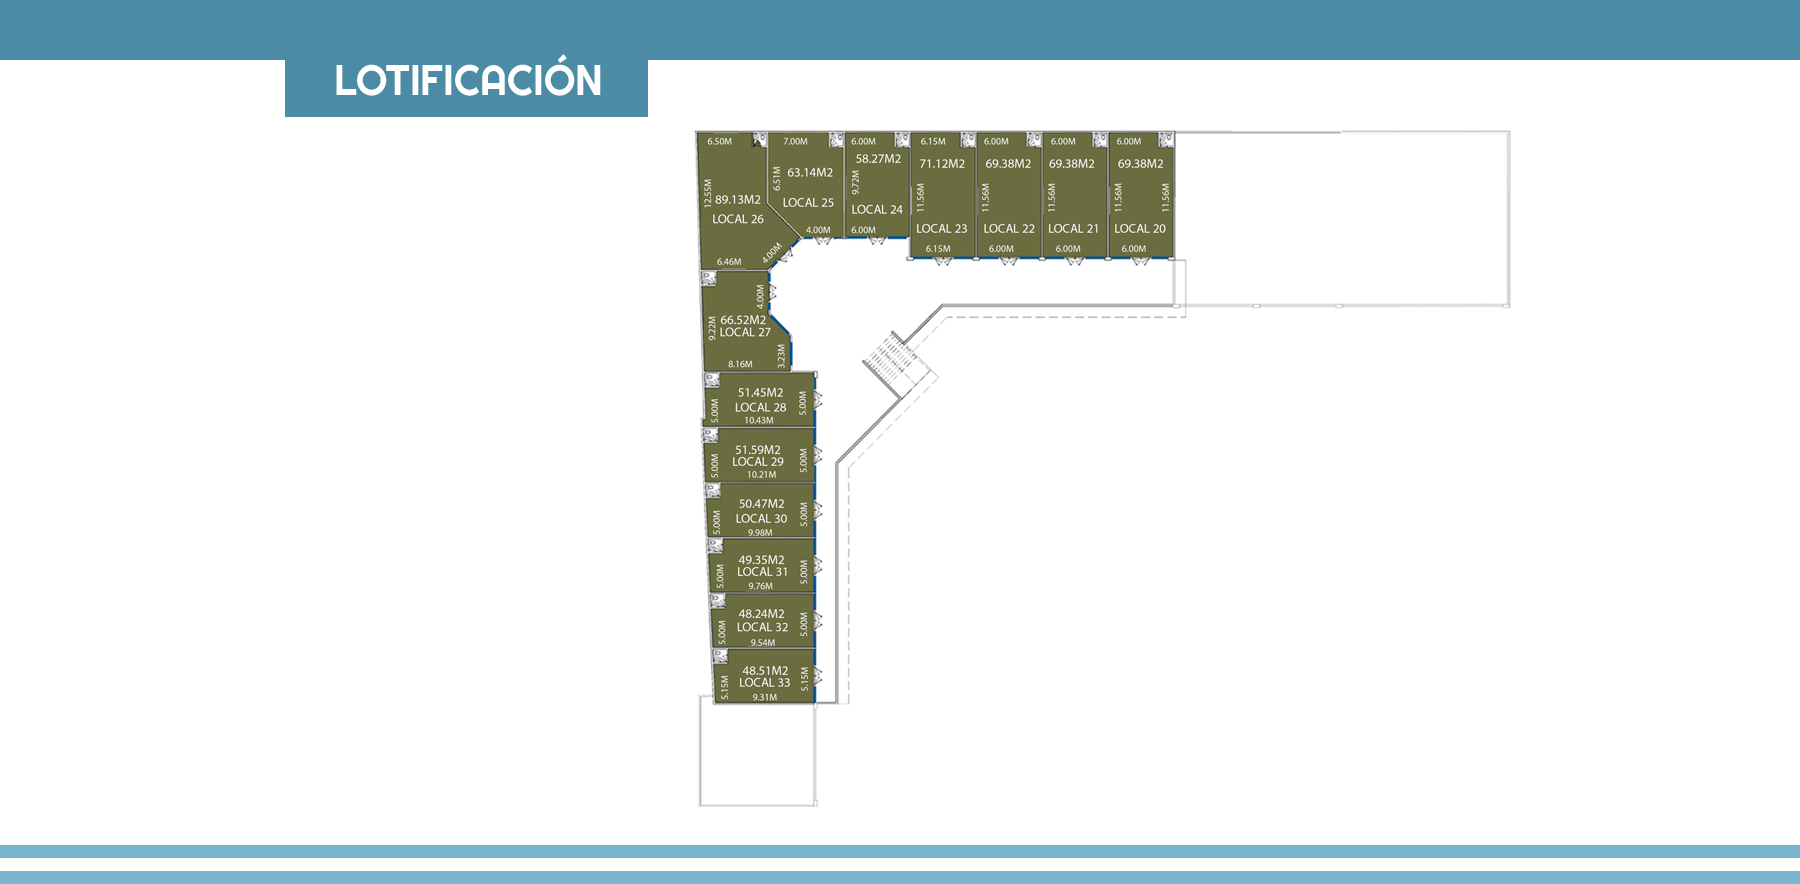 LOTIFICACIÓN
6.50M
12.55M
89.13M2
LOCAL 26
6.46M
4.00M
7.00M
6.51M
63.14M2
LOCAL 25
4.00M
6.00M
58.27M2
9.72M
LOCAL 24
6.00M
6.15M
71.12M2
11.56M
LOCAL 23
6.15M
6.00M
69.38M2
11.56M
LOCAL 22
6.00M
6.00M
69.38M2
11.56M
LOCAL 21
6.00M
6.00M
69.38M2
11.56M
11.56M
LOCAL 20
6.00M
4.00M
9.22M
66.52M2
LOCAL 27
3.23M
8.16M
51.45M2
5.00M
LOCAL 28
5.00M
10.43M
51.59M2
5.00M
LOCAL 29
5.00M
10.21M
50.47M2
5.00M
LOCAL 30
5.00M
9.98M
49.35M2
5.00M
LOCAL 31
5.00M
9.76M
48.24M2
5.00M
LOCAL 32
5.00M
9.54M
48.51M2
5.15M
LOCAL 33
5.15M
9.31M